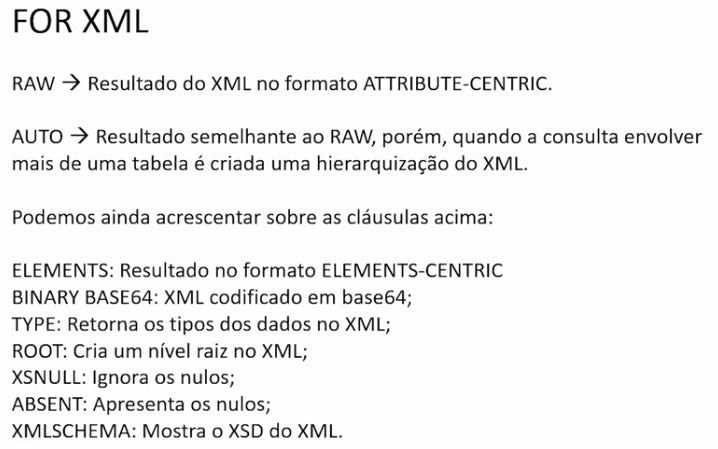 FOR XML
RAW → Resultado do XML no formato ATTRIBUTE-CENTRIC.
AUTO → Resultado semelhante ao RAW, porém, quando a consulta envolver
mais de uma tabela é criada uma hierarquização do XML.
Podemos ainda acrescentar sobre as cláusulas acima:
ELEMENTS: Resultado no formato ELEMENTS-CENTRIC
BINARY BASE64: XML codificado em base64;
TYPE: Retorna os tipos dos dados no XML;
ROOT: Cria um nível raiz no XML;
XSNULL: Ignora os nulos;
ABSENT: Apresenta os nulos;
XMLSCHEMA: Mostra o XSD do XML.